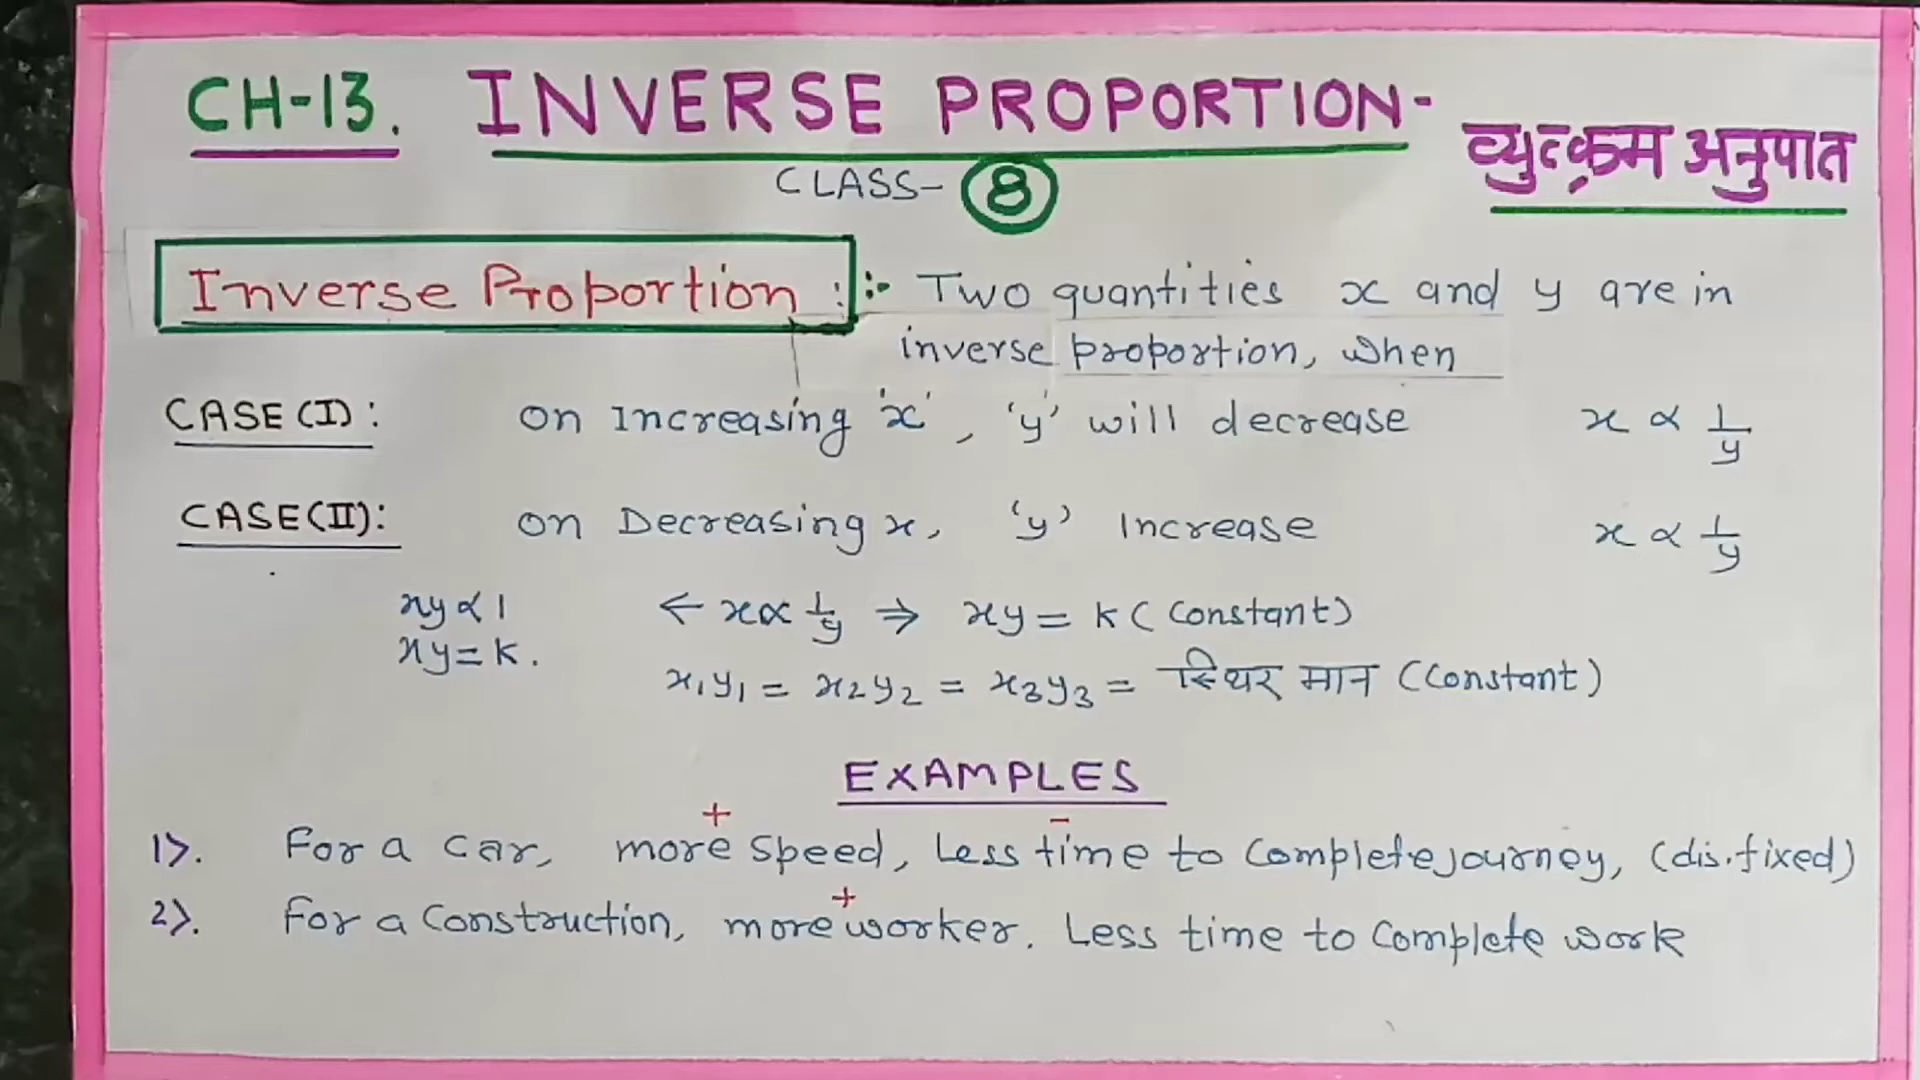 CH-13. INVERSE PROPORTION-
व्युत्क्रम अनुपात
CLASS- 8
Inverse Proportion : :- Two quantities x and y are in
inverse proportion, when
CASE (I): on Increasing 'x', 'y' will decrease x ∝ 1/y
CASE(II): on Decreasing x, 'y' Increase x ∝ 1/y
xy ∝ 1 ← x ∝ 1/y ⇒ xy = k ( Constant)
xy = k.
x₁y₁ = x₂y₂ = x₃y₃ = स्थिर मान (Constant)
EXAMPLES
+ -
1>. For a Car, more speed, Less time to Complete journey, (dis. fixed)
+
2>. For a Construction, more worker. Less time to Complete work